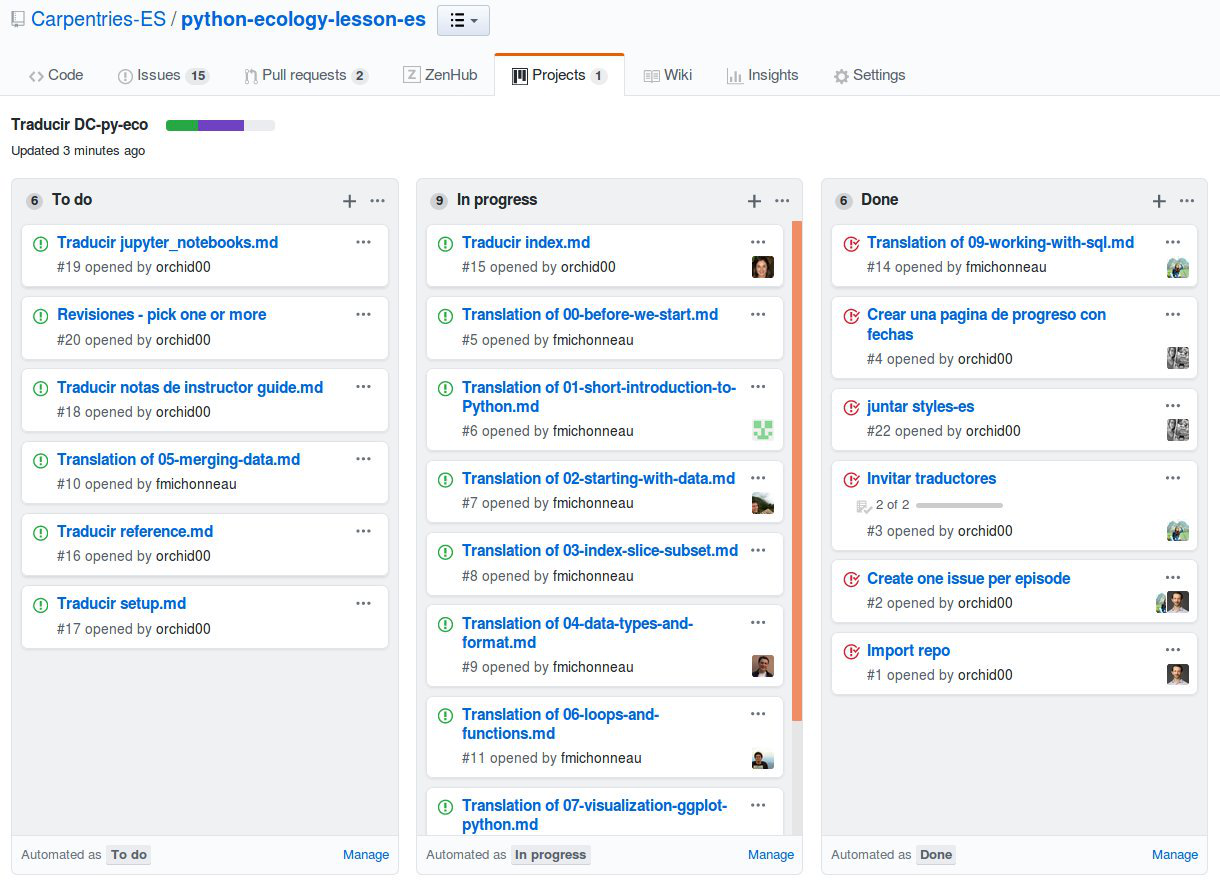 Carpentries-ES / python-ecology-lesson-es
Code
Issues 15
Pull requests 2
Z ZenHub
Projects 1
Wiki
Insights
Settings
Traducir DC-py-eco
Updated 3 minutes ago
6 To do
Traducir jupyter_notebooks.md
#19 opened by orchid00
Revisiones - pick one or more
#20 opened by orchid00
Traducir notas de instructor guide.md
#18 opened by orchid00
Translation of 05-merging-data.md
#10 opened by fmichonneau
Traducir reference.md
#16 opened by orchid00
Traducir setup.md
#17 opened by orchid00
Automated as To do
Manage
9 In progress
Traducir index.md
#15 opened by orchid00
Translation of 00-before-we-start.md
#5 opened by fmichonneau
Translation of 01-short-introduction-to-
Python.md
#6 opened by fmichonneau
Translation of 02-starting-with-data.md
#7 opened by fmichonneau
Translation of 03-index-slice-subset.md
#8 opened by fmichonneau
Translation of 04-data-types-and-
format.md
#9 opened by fmichonneau
Translation of 06-loops-and-
functions.md
#11 opened by fmichonneau
Translation of 07-visualization-ggplot-
python.md
Automated as In progress
Manage
6 Done
Translation of 09-working-with-sql.md
#14 opened by fmichonneau
Crear una pagina de progreso con
fechas
#4 opened by orchid00
juntar styles-es
#22 opened by orchid00
Invitar traductores
2 of 2
#3 opened by orchid00
Create one issue per episode
#2 opened by orchid00
Import repo
#1 opened by orchid00
Automated as Done
Manage